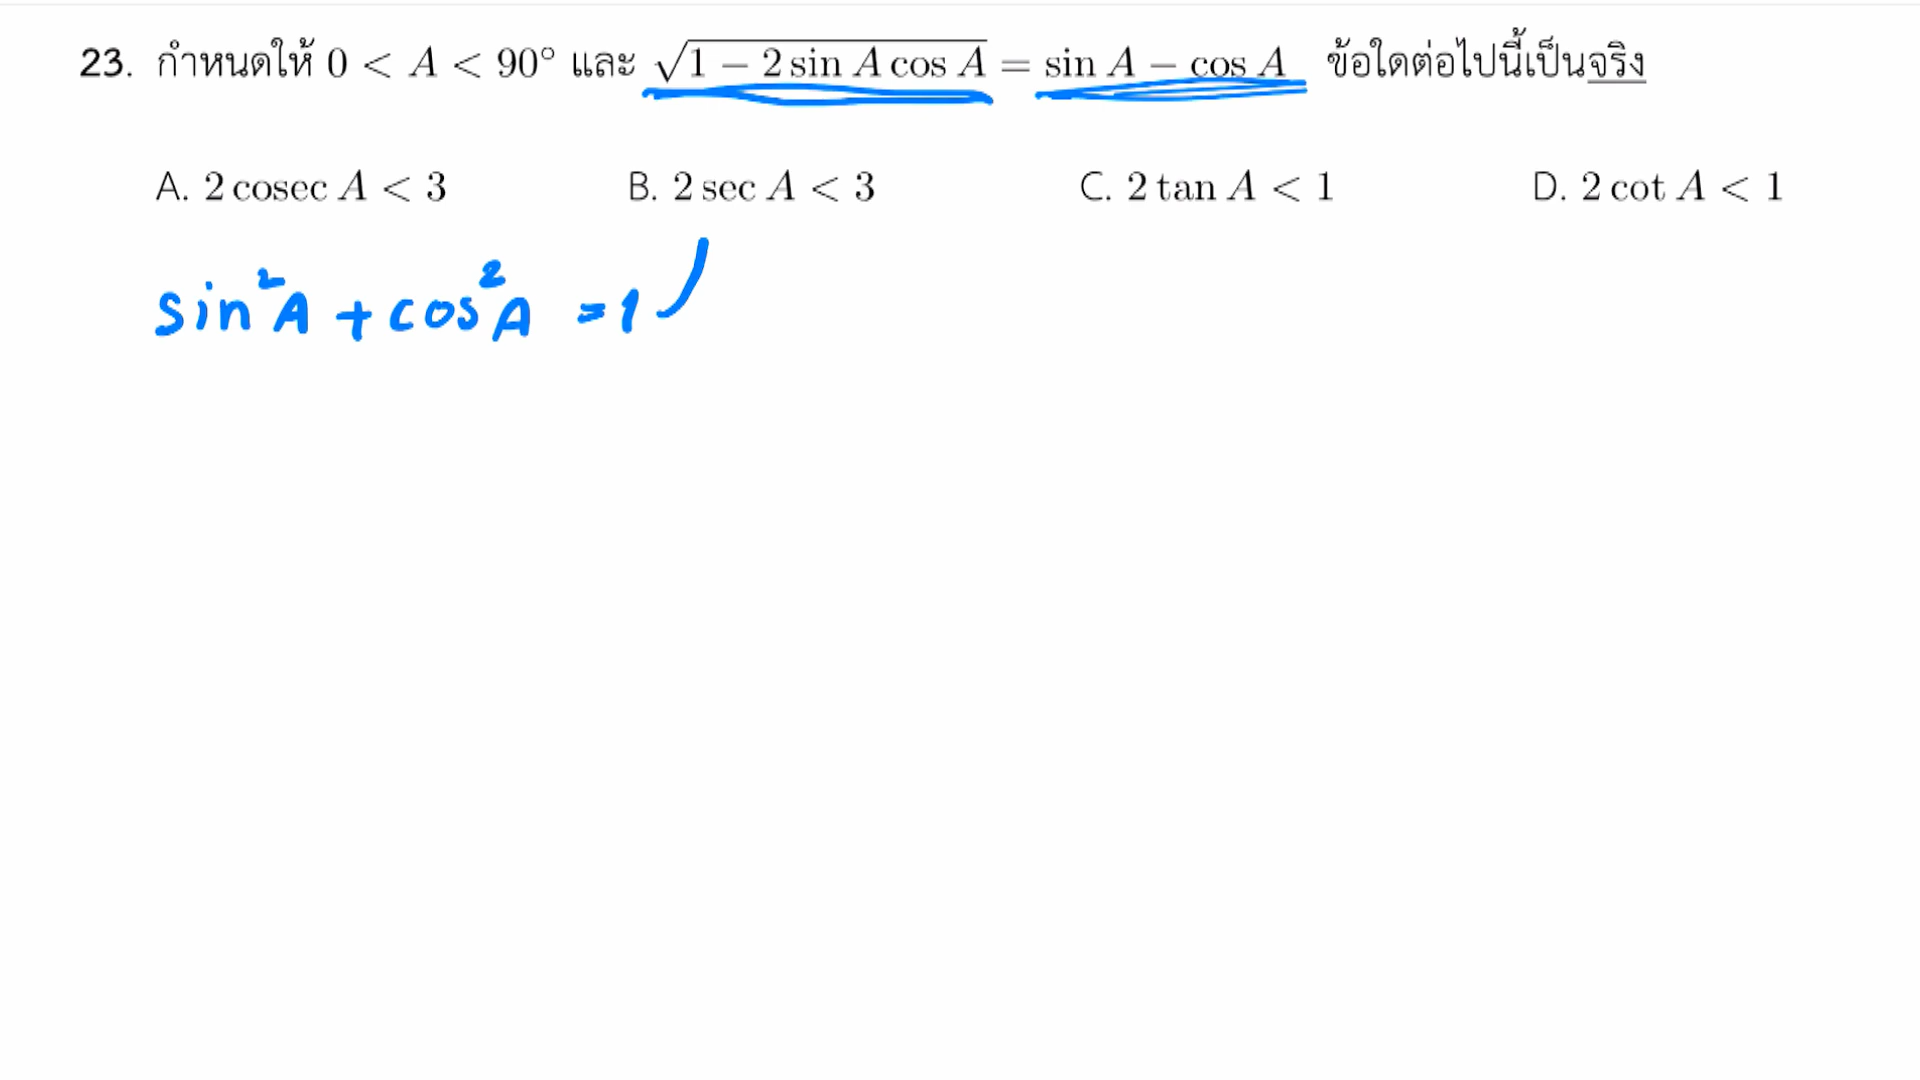 23. กำหนดให้ 0 < A < 90° และ √(1 − 2 sin A cos A) = sin A − cos A ข้อใดต่อไปนี้เป็นจริง
A. 2 cosec A < 3 B. 2 sec A < 3 C. 2 tan A < 1 D. 2 cot A < 1
sin²A + cos²A = 1